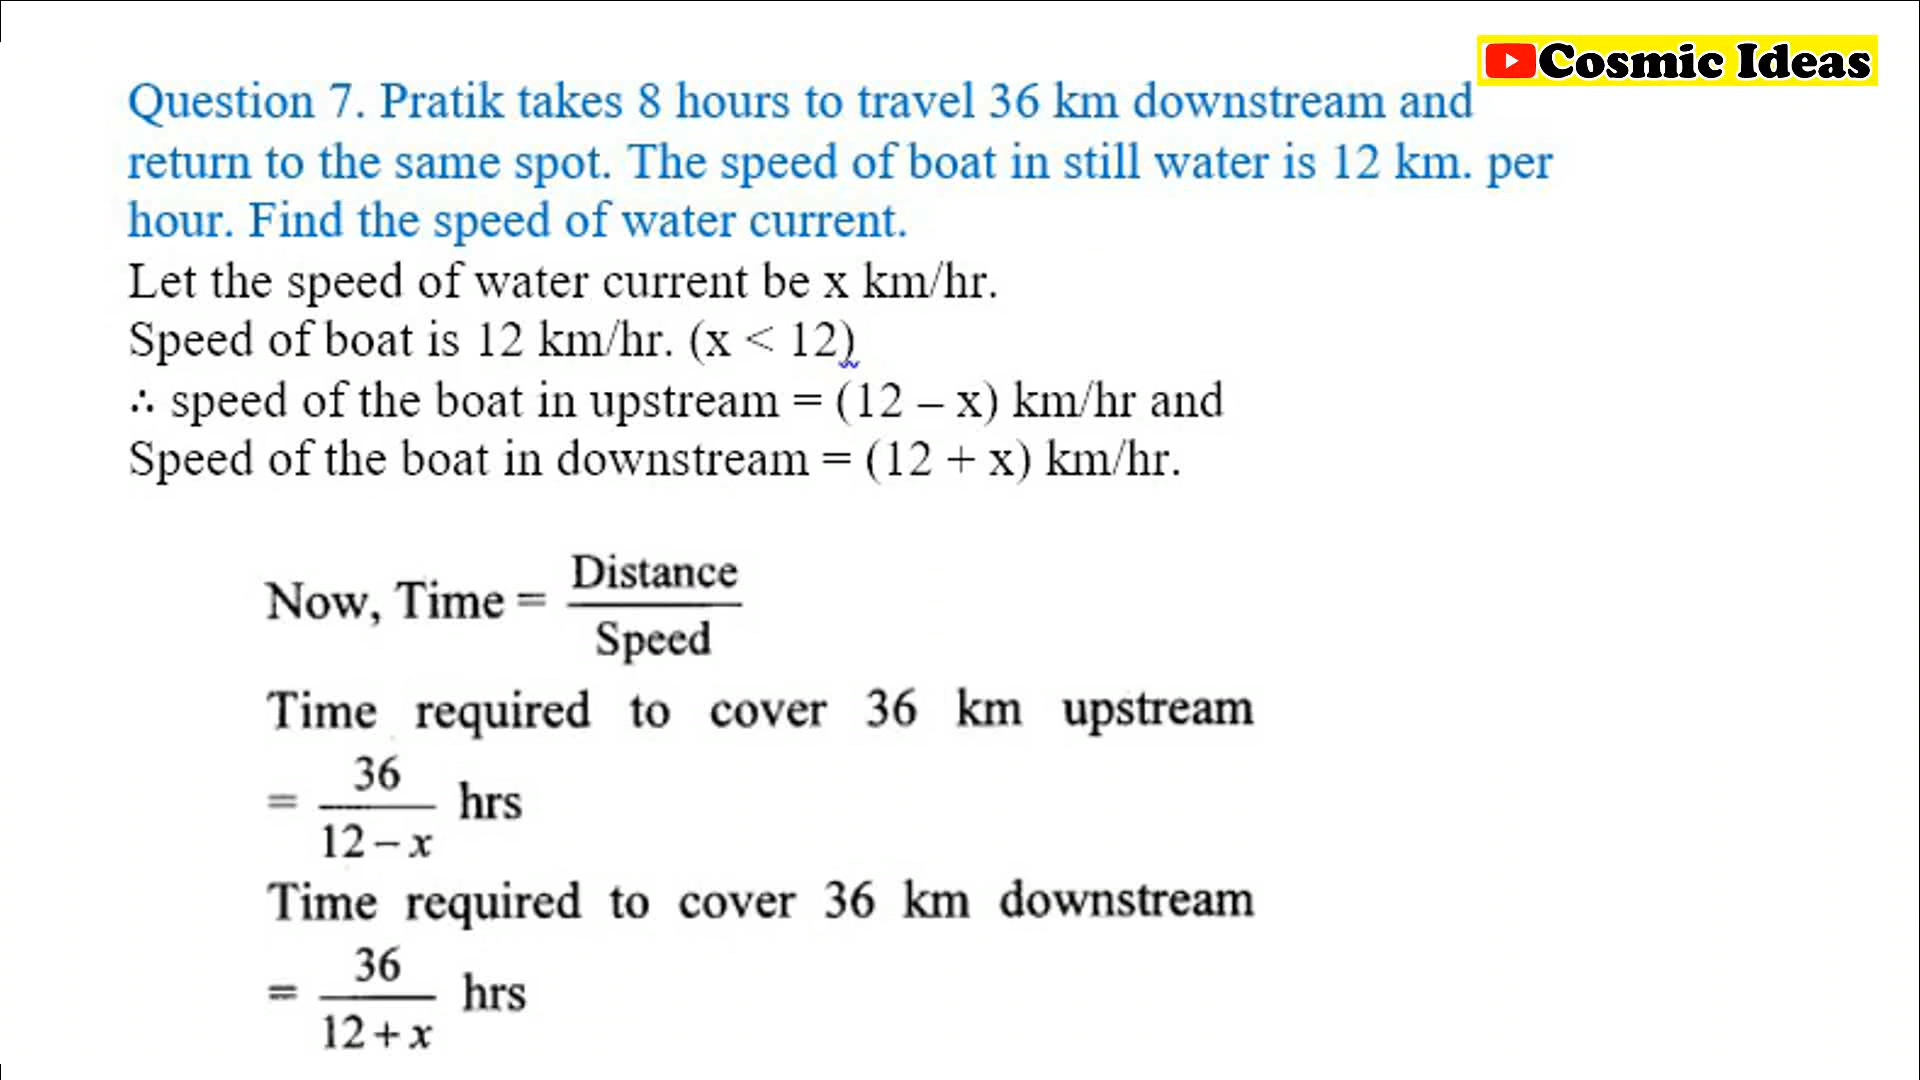 Cosmic Ideas
Question 7. Pratik takes 8 hours to travel 36 km downstream and
return to the same spot. The speed of boat in still water is 12 km. per
hour. Find the speed of water current.
Let the speed of water current be x km/hr.
Speed of boat is 12 km/hr. (x < 12)
∴ speed of the boat in upstream = (12 – x) km/hr and
Speed of the boat in downstream = (12 + x) km/hr.
Now, Time = Distance
Speed
Time required to cover 36 km upstream
= 36 hrs
12 – x
Time required to cover 36 km downstream
= 36 hrs
12 + x